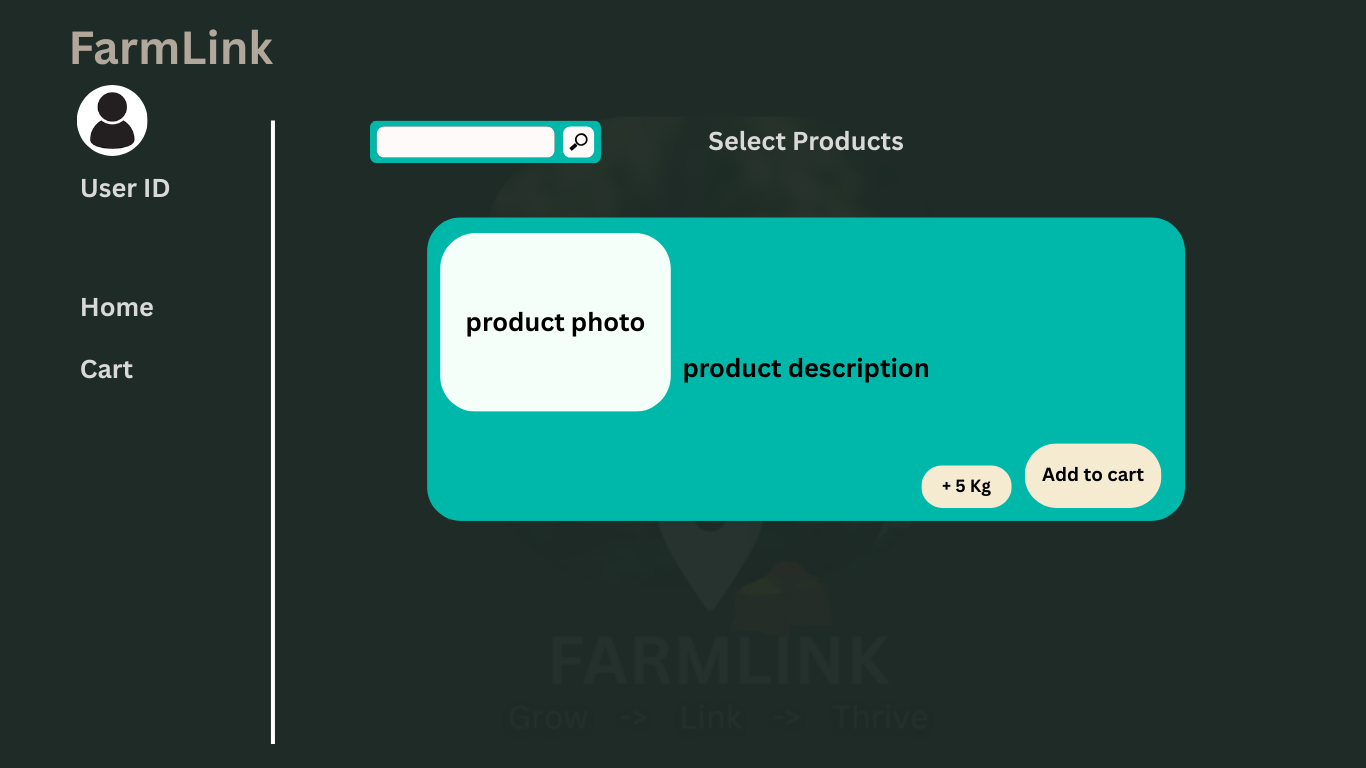 FarmLink
User ID
Home
Cart
Select Products
product photo
product description
+ 5 Kg
Add to cart
FARMLINK
Grow -> Link -> Thrive